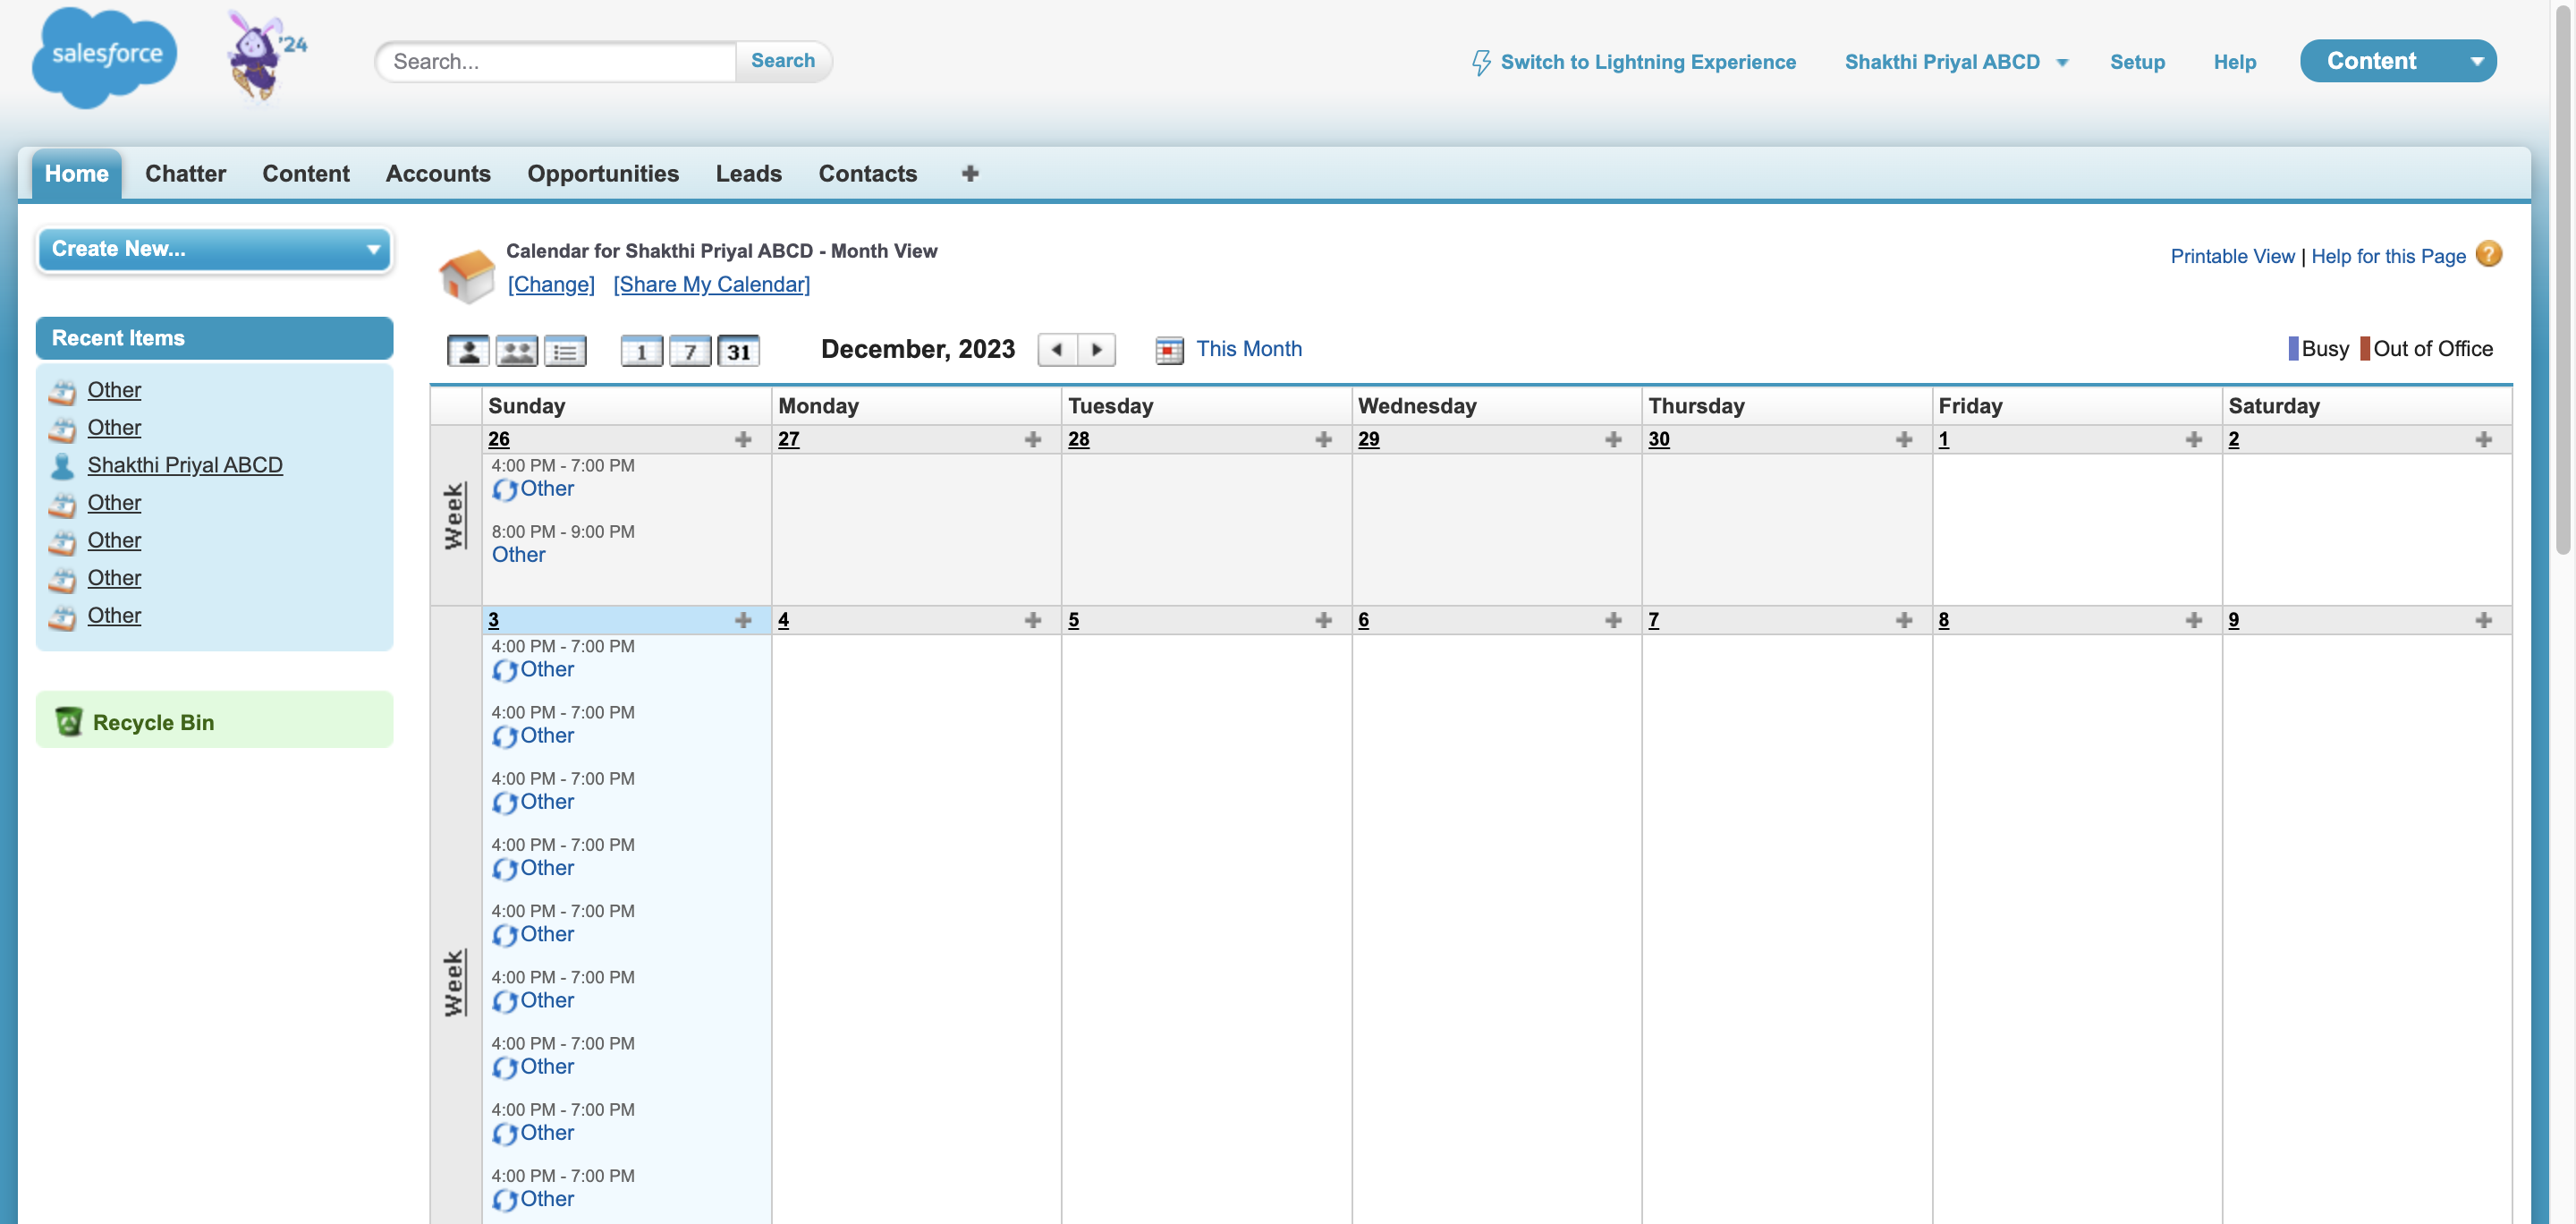 salesforce
'24
Search...
Search
Switch to Lightning Experience
Shakthi Priyal ABCD
Setup
Help
Content
Home
Chatter
Content
Accounts
Opportunities
Leads
Contacts
Create New...
Recent Items
Other
Other
Shakthi Priyal ABCD
Other
Other
Other
Other
Recycle Bin
Calendar for Shakthi Priyal ABCD - Month View
[Change] [Share My Calendar]
Printable View | Help for this Page ?
1 7 31
December, 2023
This Month
Busy Out of Office
Sunday Monday Tuesday Wednesday Thursday Friday Saturday
Week
26 27 28 29 30 1 2
4:00 PM - 7:00 PM
Other
8:00 PM - 9:00 PM
Other
Week
3 4 5 6 7 8 9
4:00 PM - 7:00 PM
Other
4:00 PM - 7:00 PM
Other
4:00 PM - 7:00 PM
Other
4:00 PM - 7:00 PM
Other
4:00 PM - 7:00 PM
Other
4:00 PM - 7:00 PM
Other
4:00 PM - 7:00 PM
Other
4:00 PM - 7:00 PM
Other
4:00 PM - 7:00 PM
Other